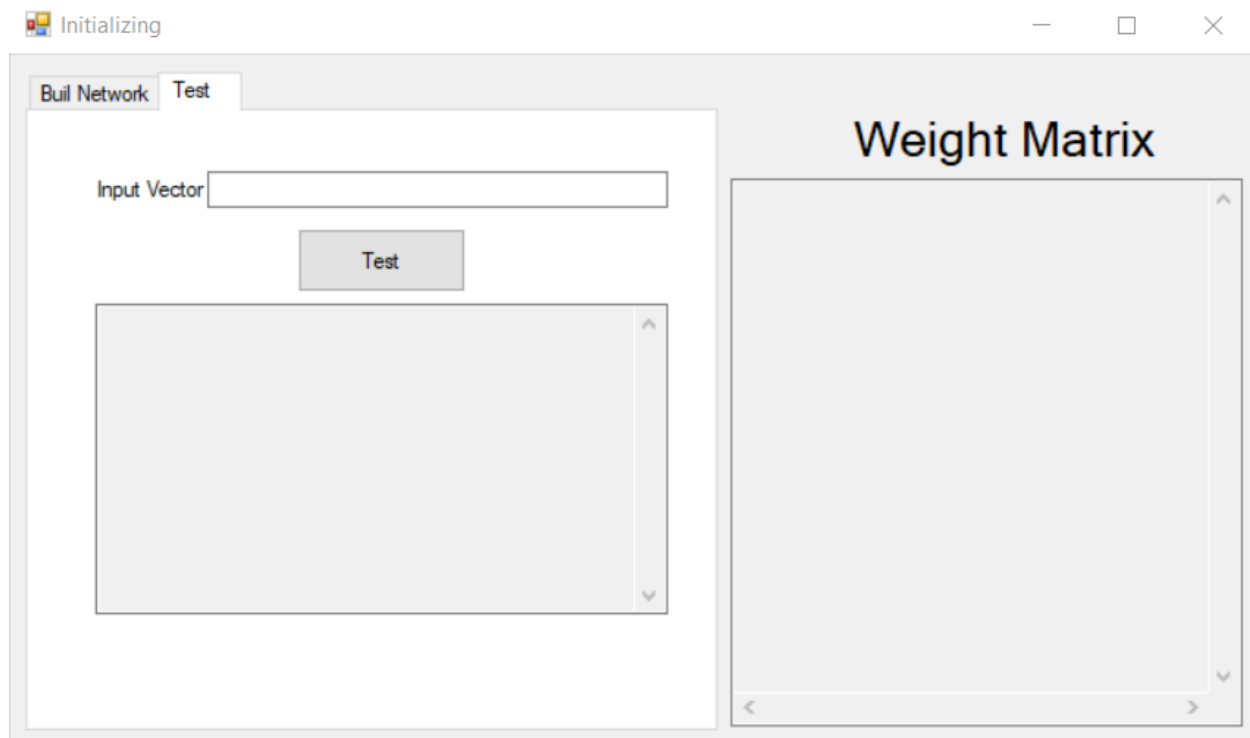 Initializing
Buil Network
Test
Weight Matrix
Input Vector
Test